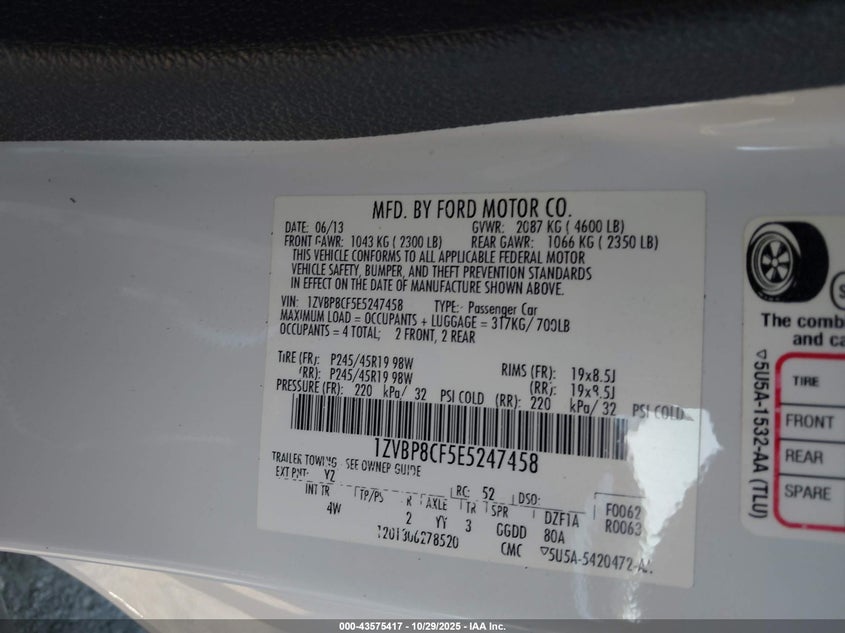 MFD. BY FORD MOTOR CO.
DATE: 06/13 GVWR: 2087 KG ( 4600 LB)
FRONT GAWR: 1043 KG ( 2300 LB) REAR GAWR: 1066 KG ( 2350 LB)
THIS VEHICLE CONFORMS TO ALL APPLICABLE FEDERAL MOTOR
VEHICLE SAFETY, BUMPER, AND THEFT PREVENTION STANDARDS
IN EFFECT ON THE DATE OF MANUFACTURE SHOWN ABOVE.
VIN: 1ZVBP8CF5E5247458 TYPE: Passenger Car
MAXIMUM LOAD = OCCUPANTS + LUGGAGE = 317KG/ 700LB
OCCUPANTS = 4 TOTAL; 2 FRONT, 2 REAR
TIRE (FR): P245/45R19 98W RIMS (FR): 19x8.5J
(RR): P245/45R19 98W (RR): 19x9.5J
PRESSURE (FR): 220 kPa/ 32 PSI COLD (RR): 220 kPa/ 32 PSI COLD
1ZVBP8CF5E5247458
TRAILER TOWING - SEE OWNER GUIDE
EXT PNT: YZ RC: 52 DSO: F0062
INT TR TP/PS R AXLE TR SPR DZF1A R0063
4W 2 YY 3 GGDD 80A
CMC ▽5U5A-5420472-
The comb
and ca
TIRE
FRONT
REAR
SPARE
▽5U5A-1532-AA (TLU)
000-43575417 - 10/29/2025 - IAA Inc.